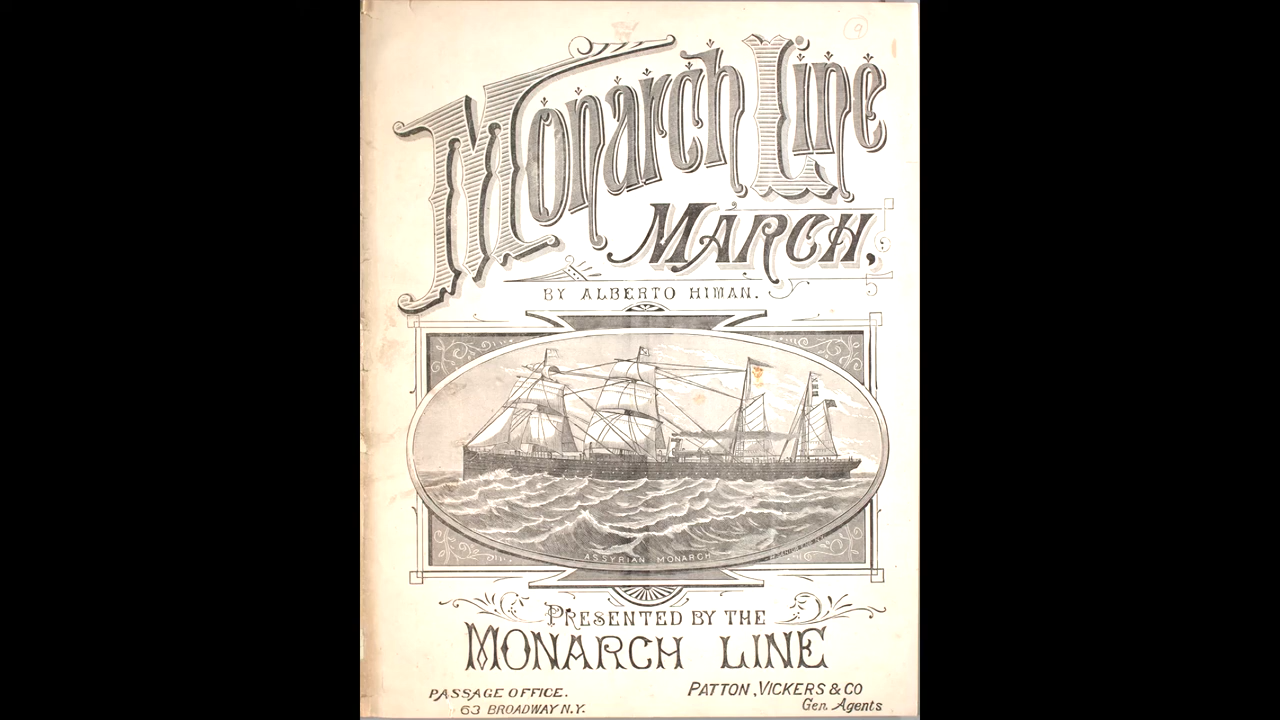 9
Monarch Line
MARCH,
BY ALBERTO HIMAN.
ASSYRIAN MONARCH
PRESENTED BY THE
MONARCH LINE
PASSAGE OFFICE.
63 BROADWAY N.Y.
PATTON, VICKERS & CO
Gen. Agents